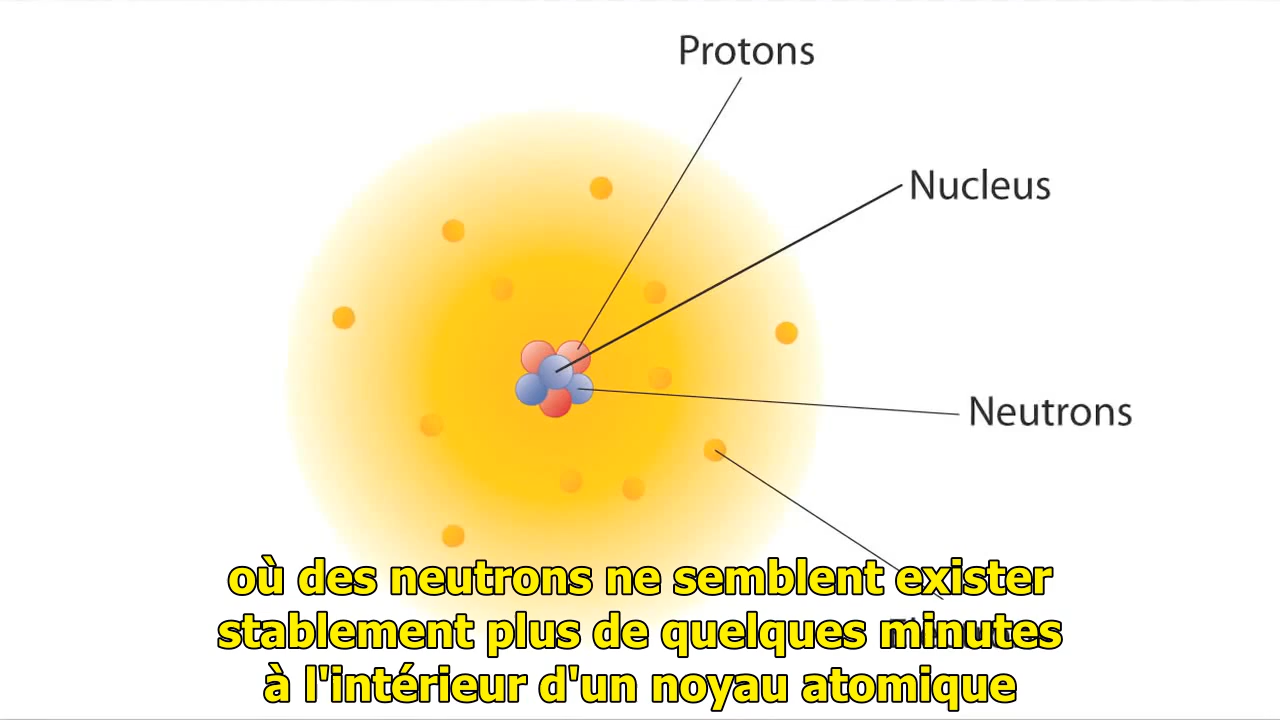 Protons
Nucleus
Neutrons
où des neutrons ne semblent exister
stablement plus de quelques minutes
à l'intérieur d'un noyau atomique